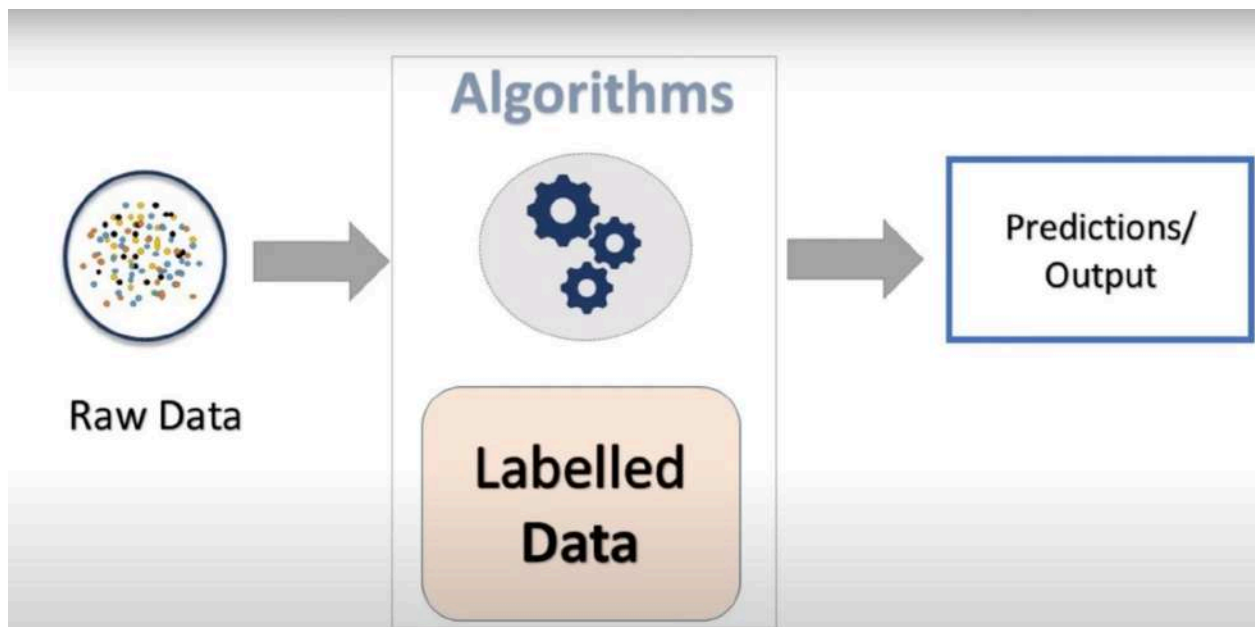 Algorithms
Raw Data
Labelled
Data
Predictions/
Output